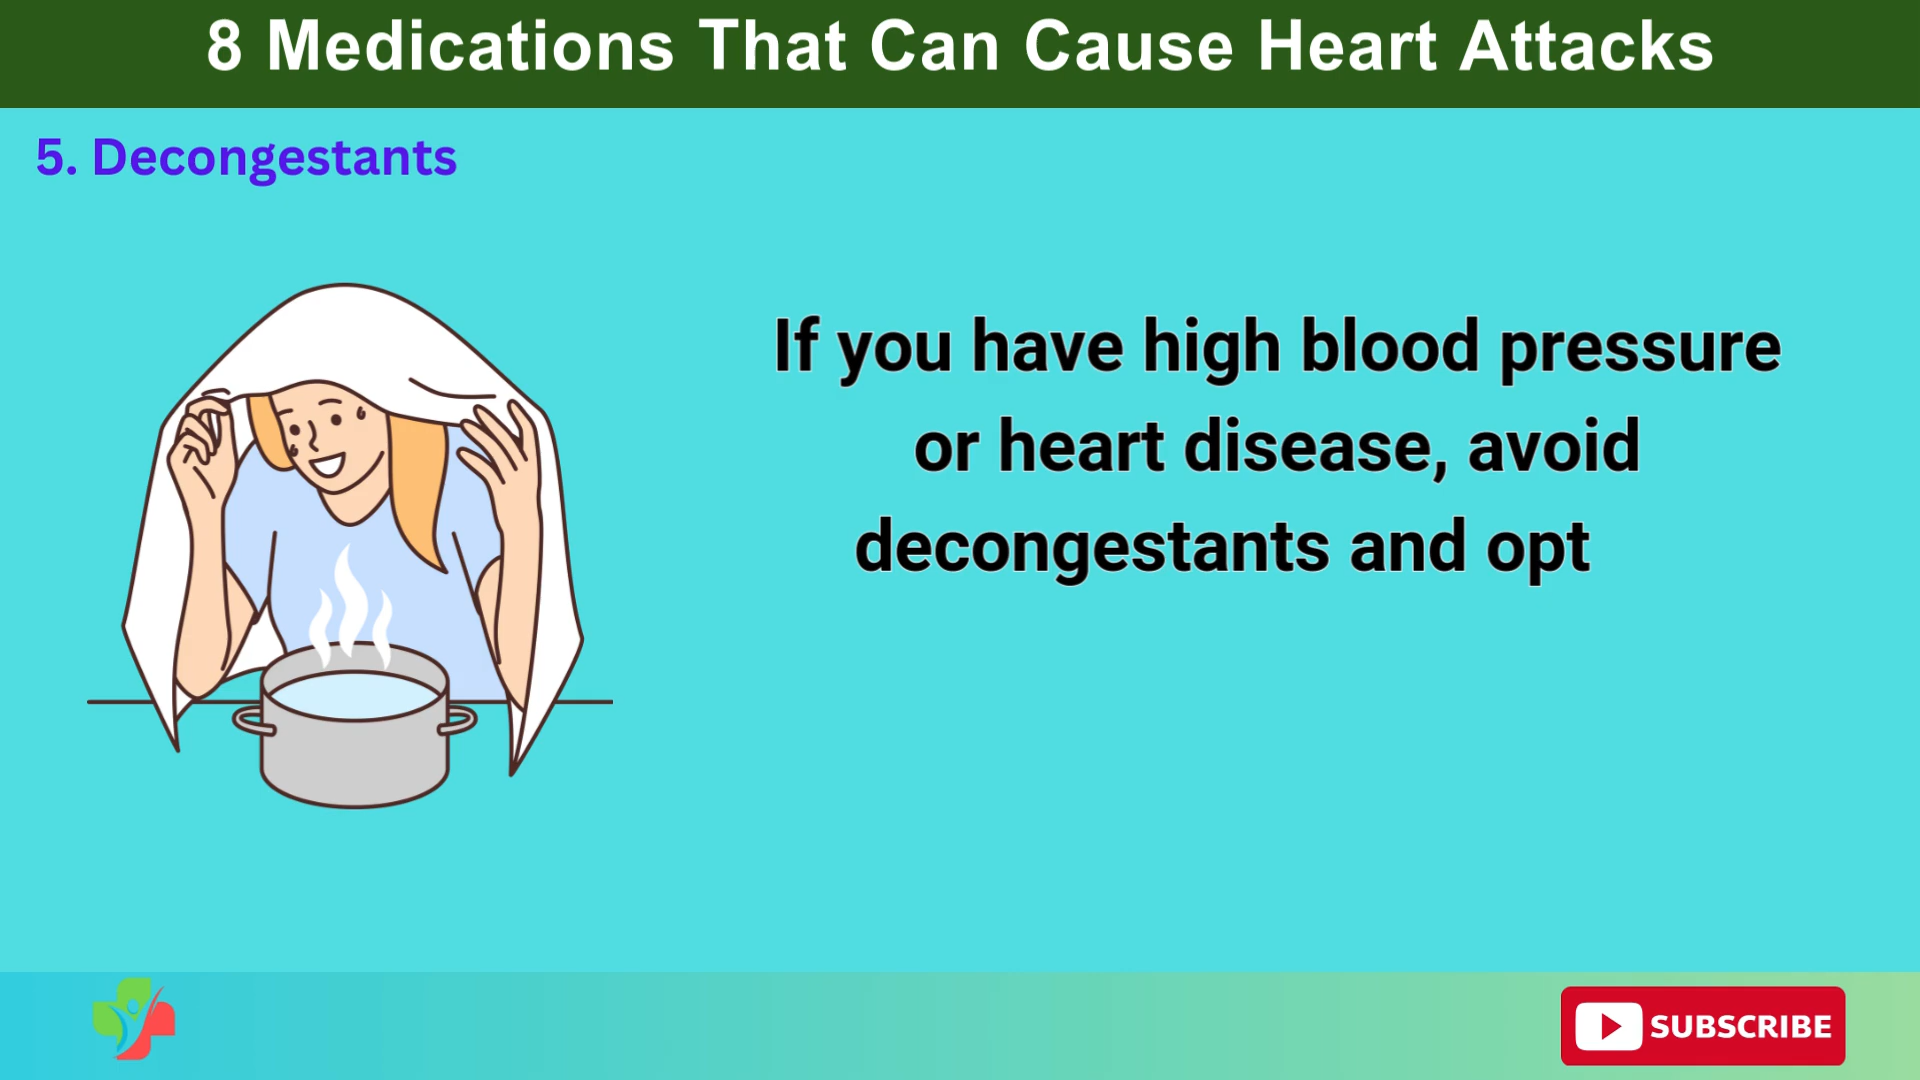 8 Medications That Can Cause Heart Attacks
5. Decongestants
If you have high blood pressure
or heart disease, avoid
decongestants and opt
SUBSCRIBE